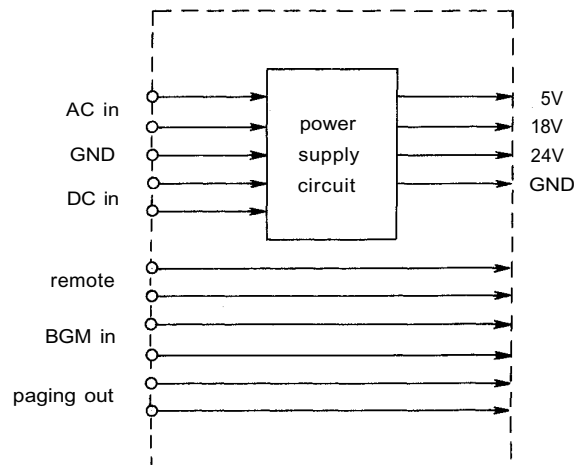 AC in
GND
DC in
power
supply
circuit
5V
18V
24V
GND
remote
BGM in
paging out